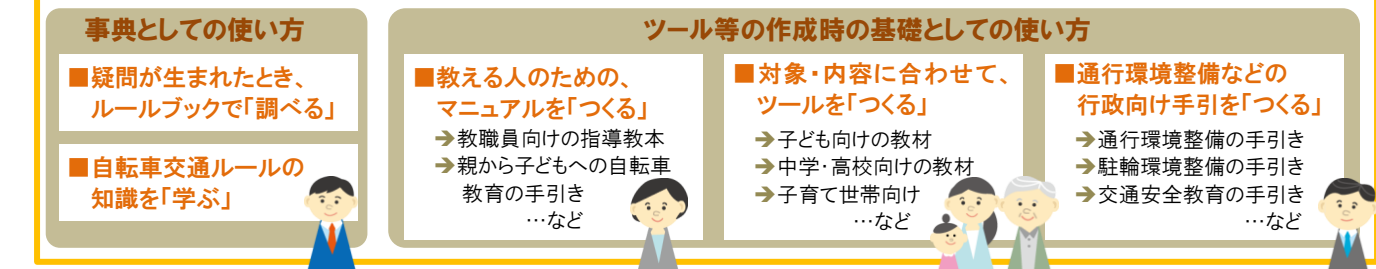 事典としての使い方
■疑問が生まれたとき、
ルールブックで「調べる」
■自転車交通ルールの
知識を「学ぶ」
ツール等の作成時の基礎としての使い方
■教える人のための、
マニュアルを「つくる」
➔教職員向けの指導教本
➔親から子どもへの自転車
教育の手引き
…など
■対象・内容に合わせて、
ツールを「つくる」
➔子ども向けの教材
➔中学・高校向けの教材
➔子育て世帯向け
…など
■通行環境整備などの
行政向け手引を「つくる」
➔通行環境整備の手引き
➔駐輪環境整備の手引き
➔交通安全教育の手引き
…など